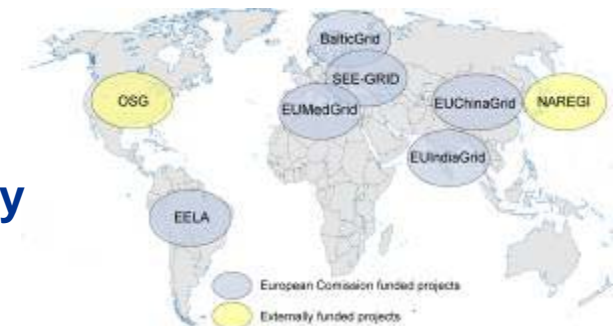 BalticGrid
SEE-GRID
OSG
EUMedGrid
EUChinaGrid
NAREGI
EUIndiaGrid
y
EELA
European Comission funded projects
Externally funded projects